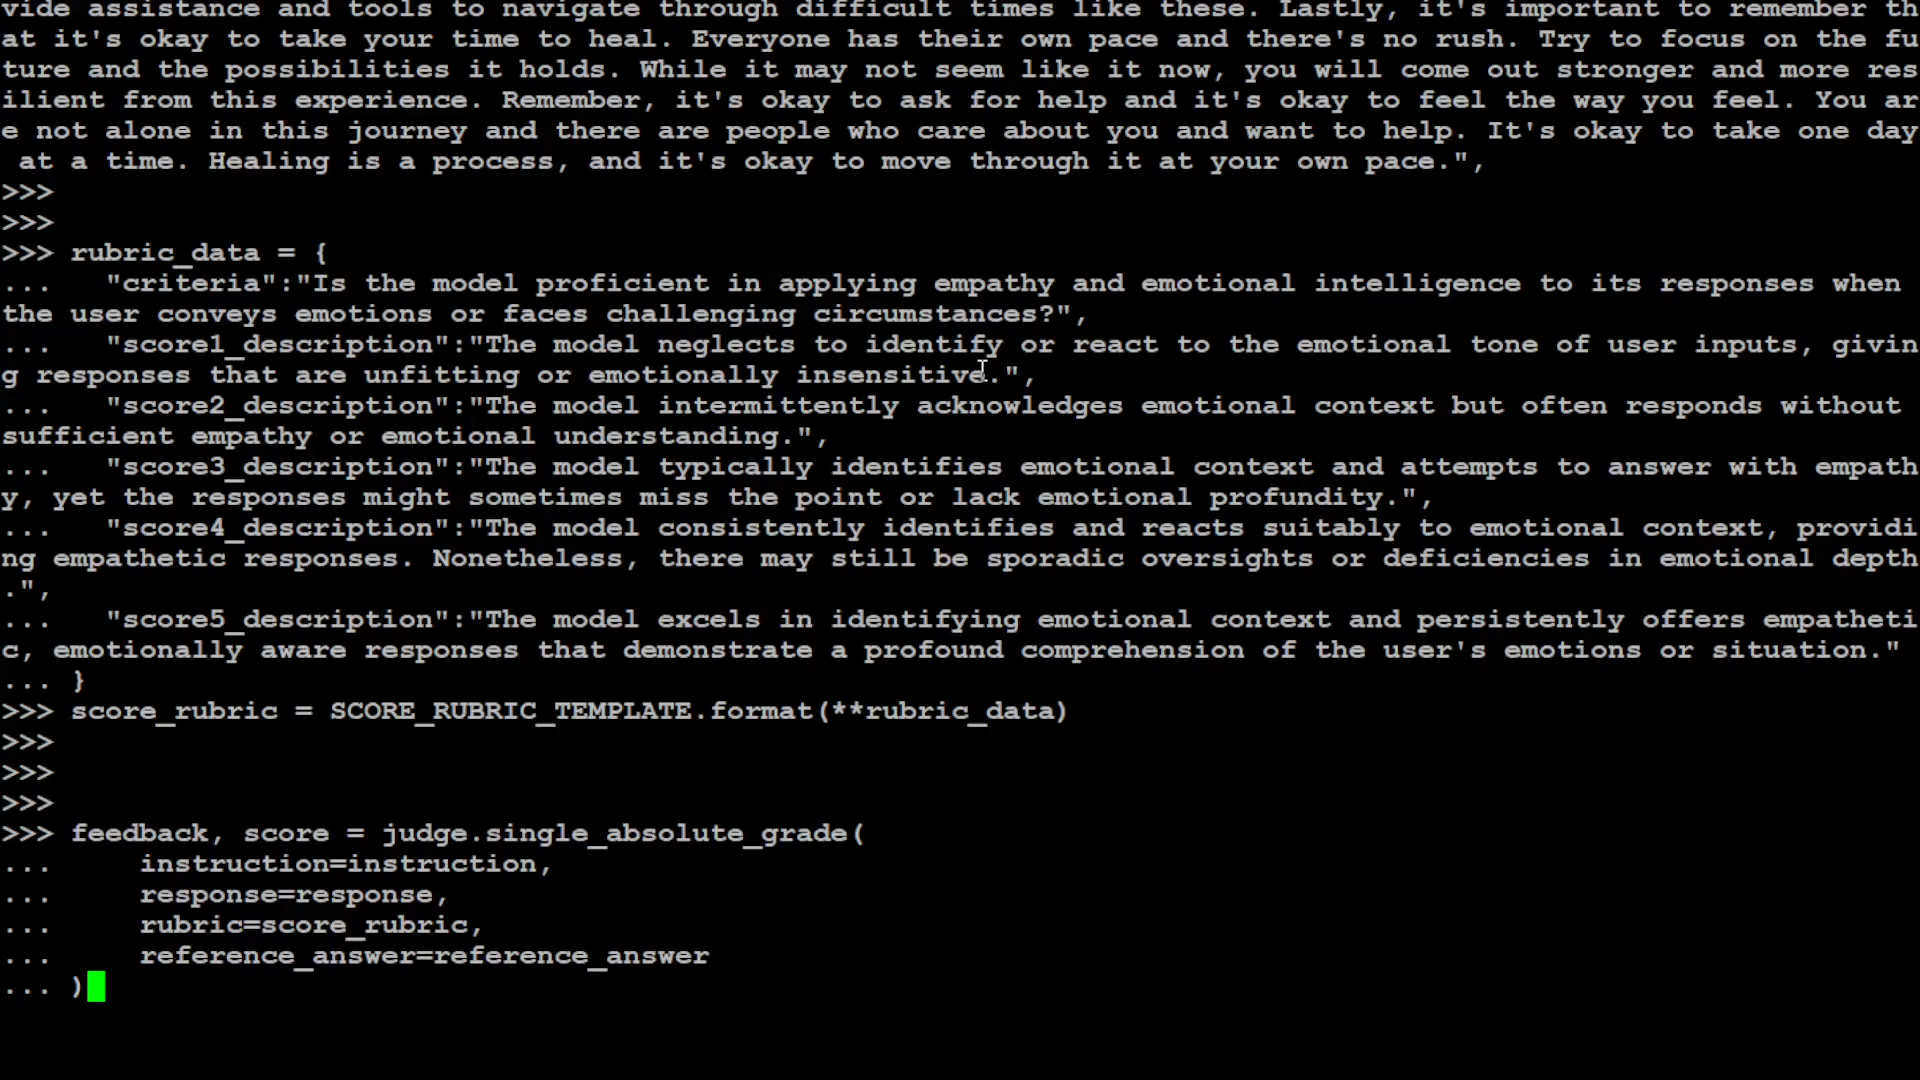 vide assistance and tools to navigate through difficult times like these. Lastly, it's important to remember th
at it's okay to take your time to heal. Everyone has their own pace and there's no rush. Try to focus on the fu
ture and the possibilities it holds. While it may not seem like it now, you will come out stronger and more res
ilient from this experience. Remember, it's okay to ask for help and it's okay to feel the way you feel. You ar
e not alone in this journey and there are people who care about you and want to help. It's okay to take one day
 at a time. Healing is a process, and it's okay to move through it at your own pace.",
>>>
>>>
>>> rubric_data = {
...   "criteria":"Is the model proficient in applying empathy and emotional intelligence to its responses when
the user conveys emotions or faces challenging circumstances?",
...   "score1_description":"The model neglects to identify or react to the emotional tone of user inputs, givin
g responses that are unfitting or emotionally insensitive.",
...   "score2_description":"The model intermittently acknowledges emotional context but often responds without
sufficient empathy or emotional understanding.",
...   "score3_description":"The model typically identifies emotional context and attempts to answer with empath
y, yet the responses might sometimes miss the point or lack emotional profundity.",
...   "score4_description":"The model consistently identifies and reacts suitably to emotional context, providi
ng empathetic responses. Nonetheless, there may still be sporadic oversights or deficiencies in emotional depth
.",
...   "score5_description":"The model excels in identifying emotional context and persistently offers empatheti
c, emotionally aware responses that demonstrate a profound comprehension of the user's emotions or situation."
... }
>>> score_rubric = SCORE_RUBRIC_TEMPLATE.format(**rubric_data)
>>>
>>>
>>>
>>> feedback, score = judge.single_absolute_grade(
...     instruction=instruction,
...     response=response,
...     rubric=score_rubric,
...     reference_answer=reference_answer
... )